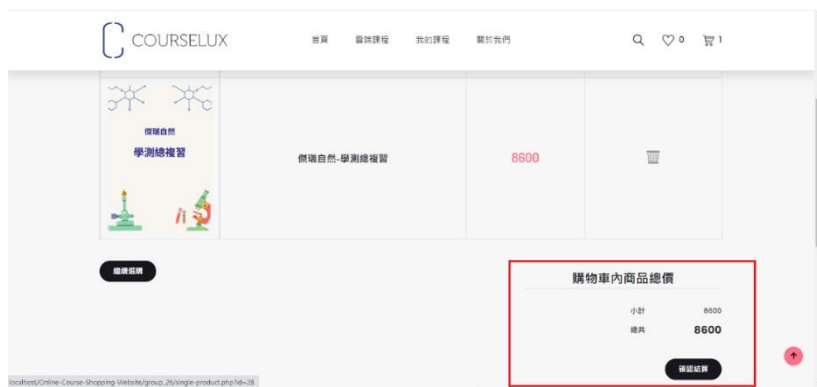 COURSELUX
首頁 雲端課程 我的課程 關於我們 0 1
傑瑞自然
學測總複習
傑瑞自然-學測總複習 8600
繼續選購
購物車內商品總價
小計 8600
總共 8600
確認結算
localhost/Online-Course-Shopping-Website/group_26/single-product.php?id=28